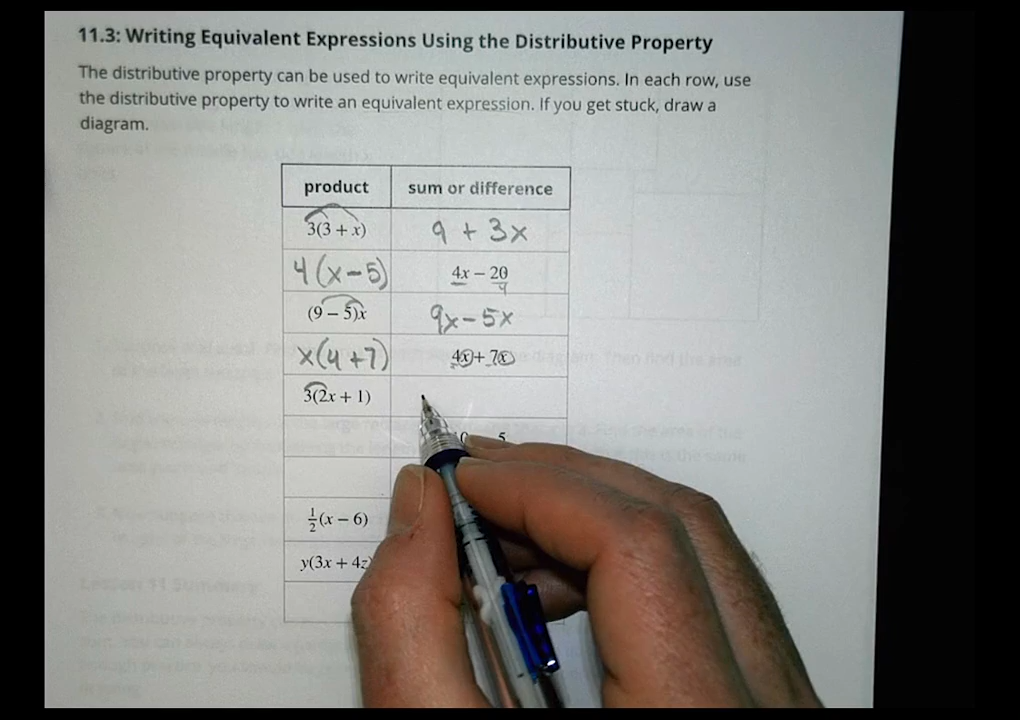 11.3: Writing Equivalent Expressions Using the Distributive Property
The distributive property can be used to write equivalent expressions. In each row, use
the distributive property to write an equivalent expression. If you get stuck, draw a
diagram.
product sum or difference
3(3 + x) 9 + 3x
4(x-5) 4x − 20
4
(9 − 5)x 9x-5x
x(4+7) 4x + 7x
3(2x + 1)
5
1/2(x − 6)
y(3x + 4z